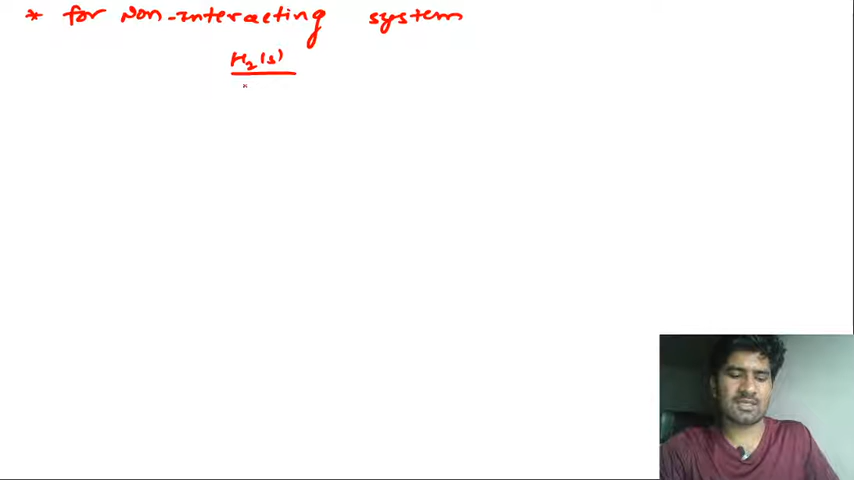 * for Non-interacting system
H₂(s)